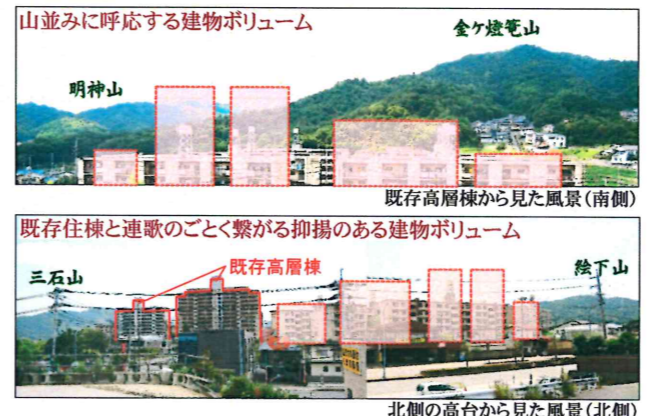 山並みに呼応する建物ボリューム
金ケ燈篭山
明神山
既存高層棟から見た風景(南側)
既存住棟と連歌のごとく繋がる抑揚のある建物ボリューム
三石山
既存高層棟
絵下山
北側の高台から見た風景(北側)